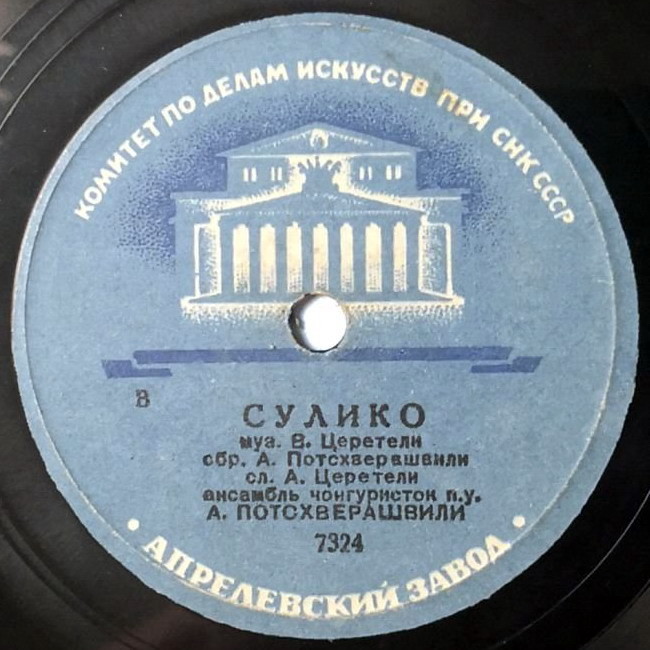 КОМИТЕТ ПО ДЕЛАМ ИСКУССТВ ПРИ СНК СССР
В
СУЛИКО
муз. В. Церетели
обр. А. Потсхверашвили
сл. А. Церетели
ансамбль чонгуристок п.у.
А. ПОТСХВЕРАШВИЛИ
7324
• АПРЕЛЕВСКИЙ ЗАВОД •